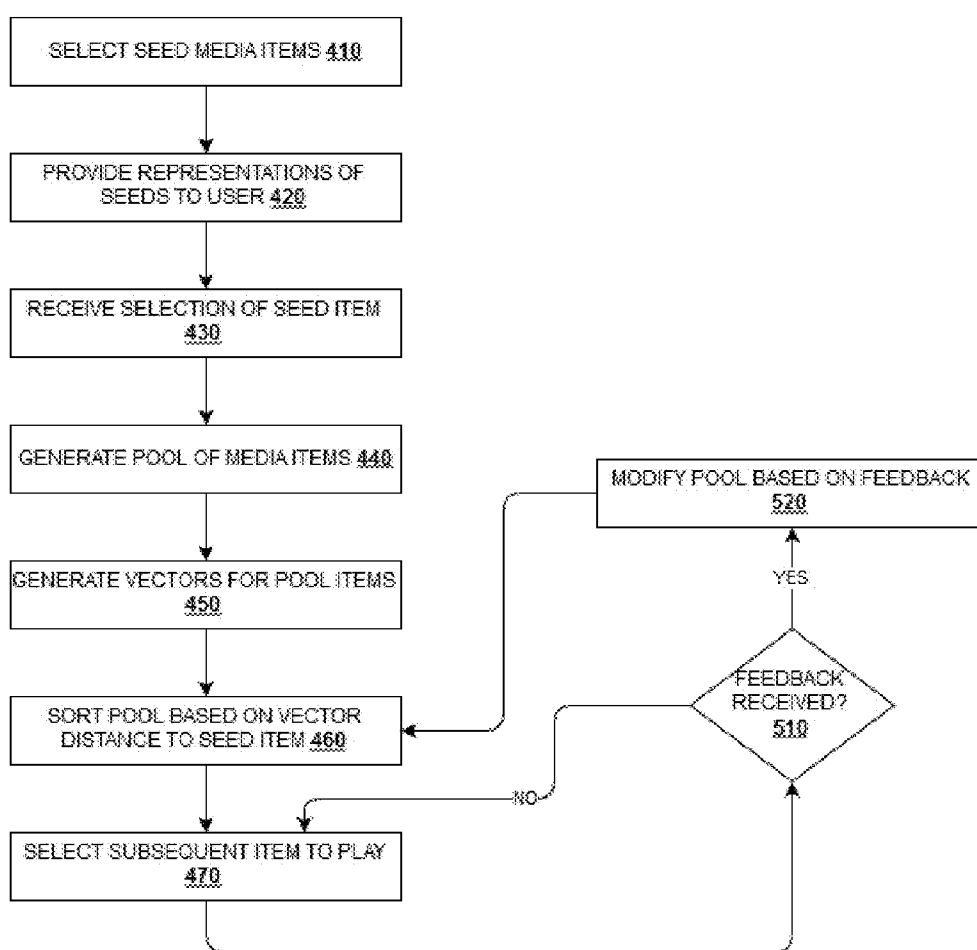 SELECT SEED MEDIA ITEMS 410
PROVIDE REPRESENTATIONS OF
SEEDS TO USER 420
RECEIVE SELECTION OF SEED ITEM
430
GENERATE POOL OF MEDIA ITEMS 440
MODIFY POOL BASED ON FEEDBACK
520
GENERATE VECTORS FOR POOL ITEMS
450
YES
FEEDBACK
RECEIVED?
510
SORT POOL BASED ON VECTOR
DISTANCE TO SEED ITEM 460
NO
SELECT SUBSEQUENT ITEM TO PLAY
470